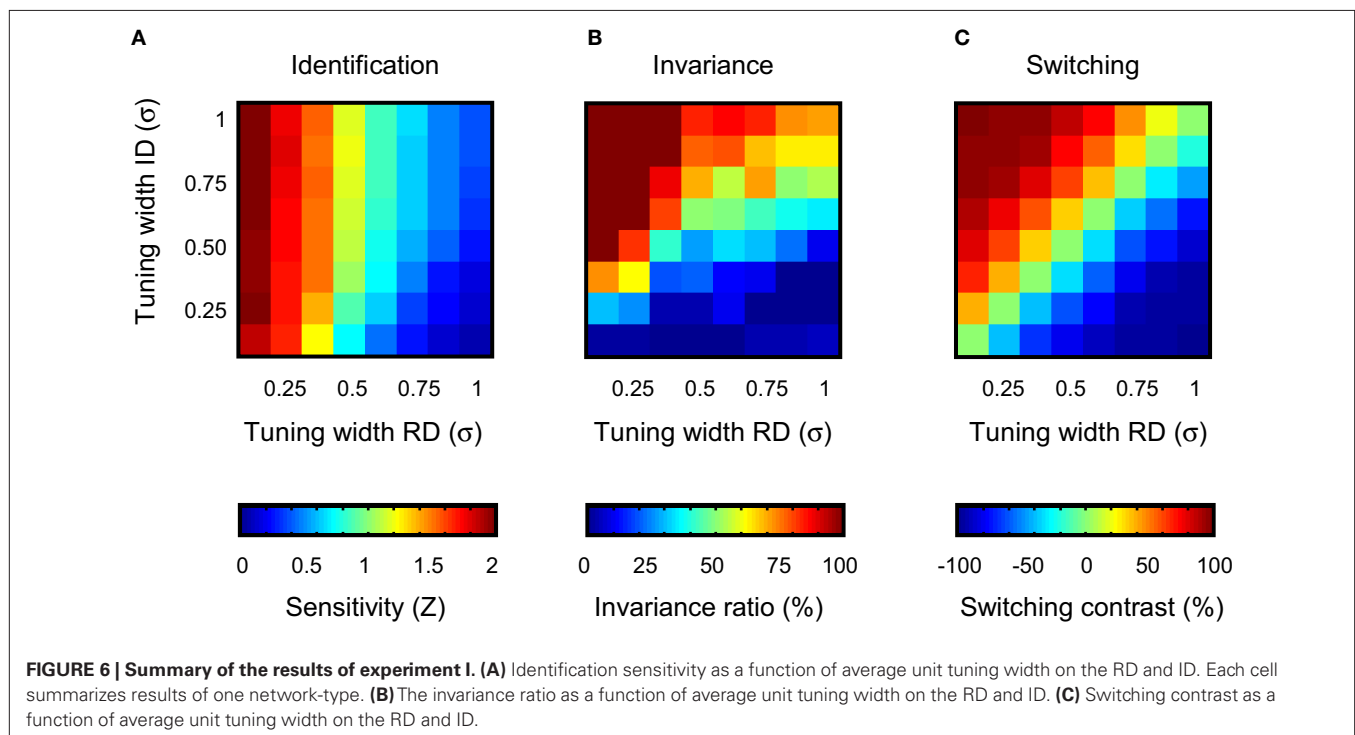 A
B
C
Identification
Invariance
Switching
Tuning width ID (σ)
1
0.75
0.50
0.25
0.25 0.5 0.75 1
0.25 0.5 0.75 1
0.25 0.5 0.75 1
Tuning width RD (σ)
Tuning width RD (σ)
Tuning width RD (σ)
0 0.5 1 1.5 2
0 25 50 75 100
-100 -50 0 50 100
Sensitivity (Z)
Invariance ratio (%)
Switching contrast (%)
FIGURE 6 | Summary of the results of experiment I. (A) Identification sensitivity as a function of average unit tuning width on the RD and ID. Each cell
summarizes results of one network-type. (B) The invariance ratio as a function of average unit tuning width on the RD and ID. (C) Switching contrast as a
function of average unit tuning width on the RD and ID.